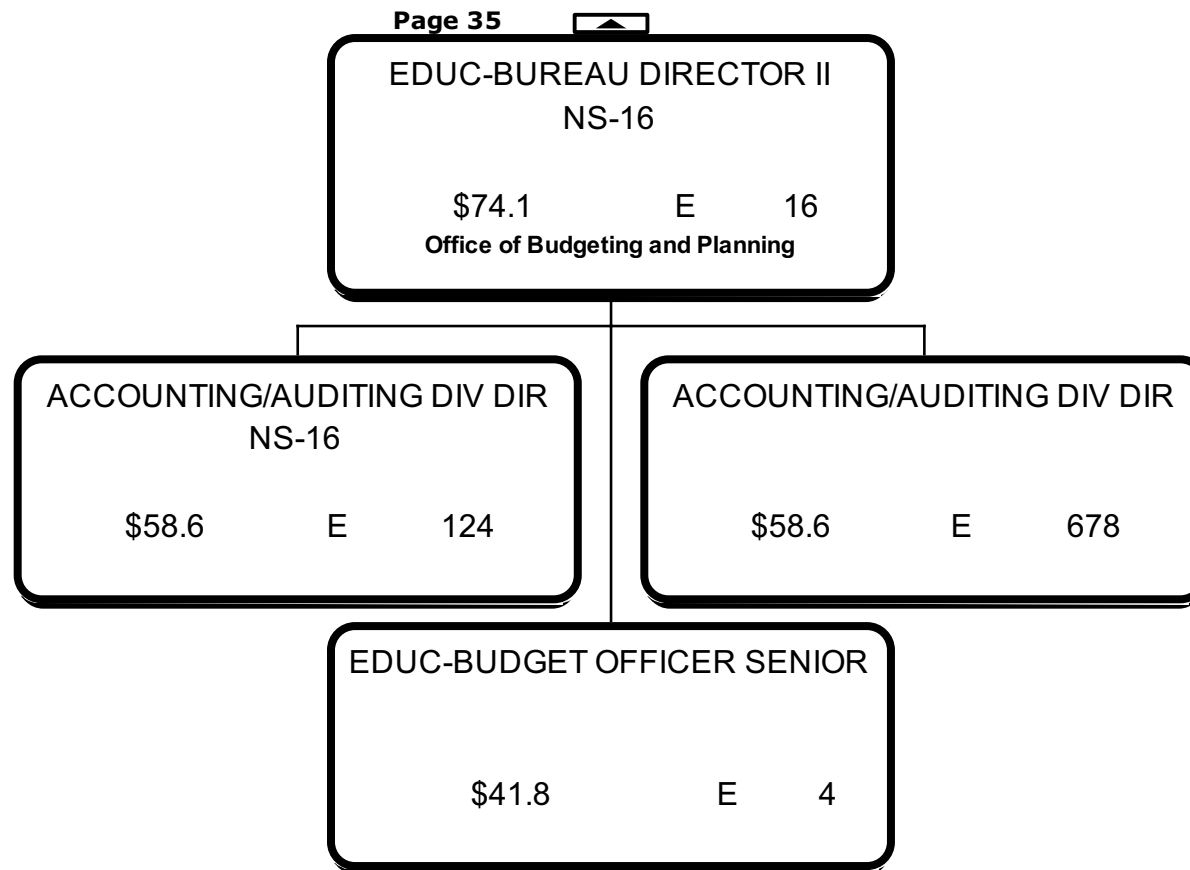 Page 35
EDUC-BUREAU DIRECTOR II
NS-16
$74.1 E 16
Office of Budgeting and Planning
ACCOUNTING/AUDITING DIV DIR
NS-16
$58.6 E 124
ACCOUNTING/AUDITING DIV DIR
$58.6 E 678
EDUC-BUDGET OFFICER SENIOR
$41.8 E 4